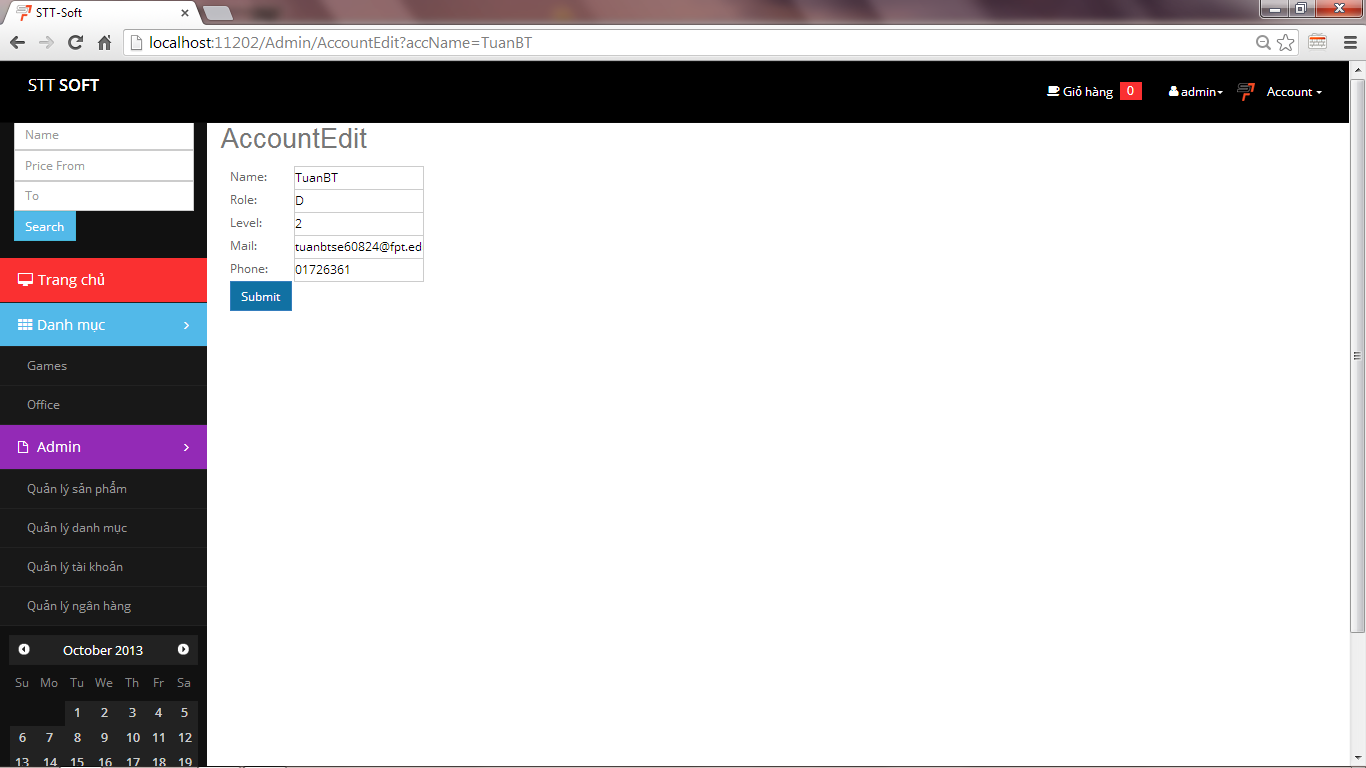 STT-Soft
localhost:11202/Admin/AccountEdit?accName=TuanBT
STT SOFT
Giỏ hàng 0
admin
Account
Name
Price From
To
Search
Trang chủ
Danh mục
Games
Office
Admin
Quản lý sản phẩm
Quản lý danh mục
Quản lý tài khoản
Quản lý ngân hàng
October 2013
Su Mo Tu We Th Fr Sa
1 2 3 4 5
6 7 8 9 10 11 12
13 14 15 16 17 18 19
AccountEdit
Name: TuanBT
Role: D
Level: 2
Mail: tuanbtse60824@fpt.ed
Phone: 01726361
Submit